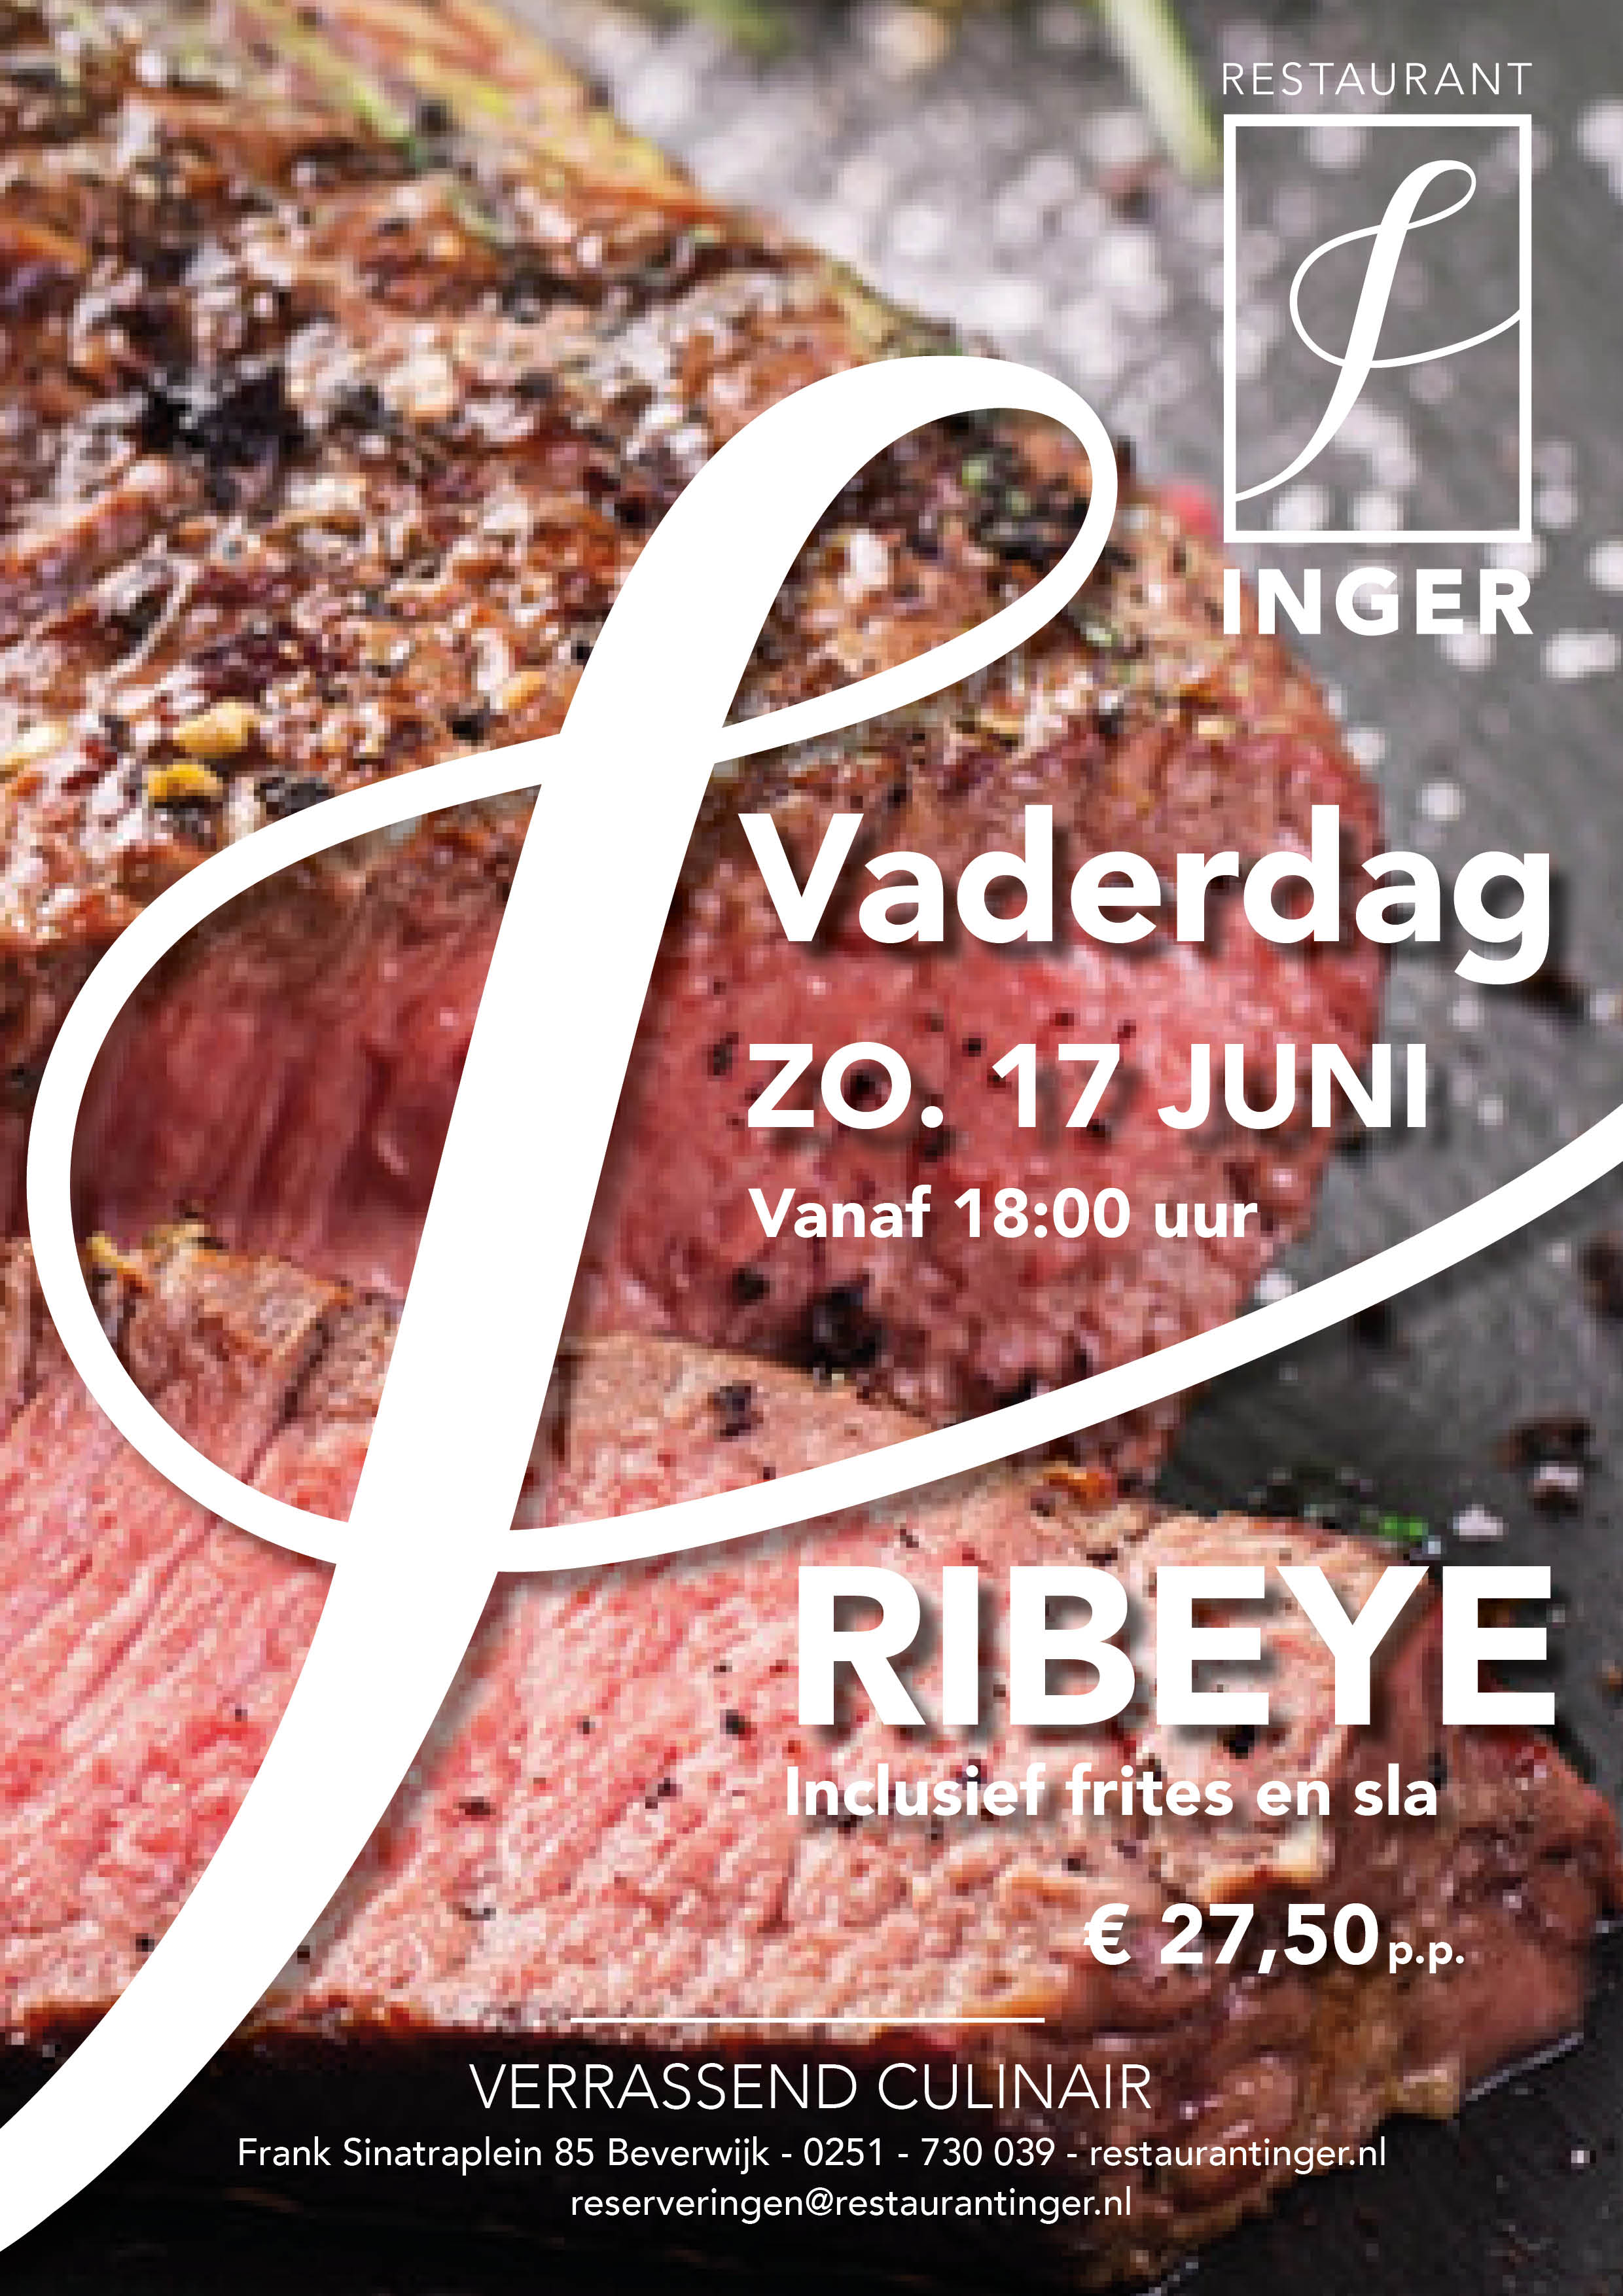 RESTAURANT
INGER
Vaderdag
ZO. 17 JUNI
Vanaf 18:00 uur
RIBEYE
Inclusief frites en sla
€ 27,50 p.p.
VERRASSEND CULINAIR
Frank Sinatraplein 85 Beverwijk - 0251 - 730 039 - restaurantinger.nl
reserveringen@restaurantinger.nl